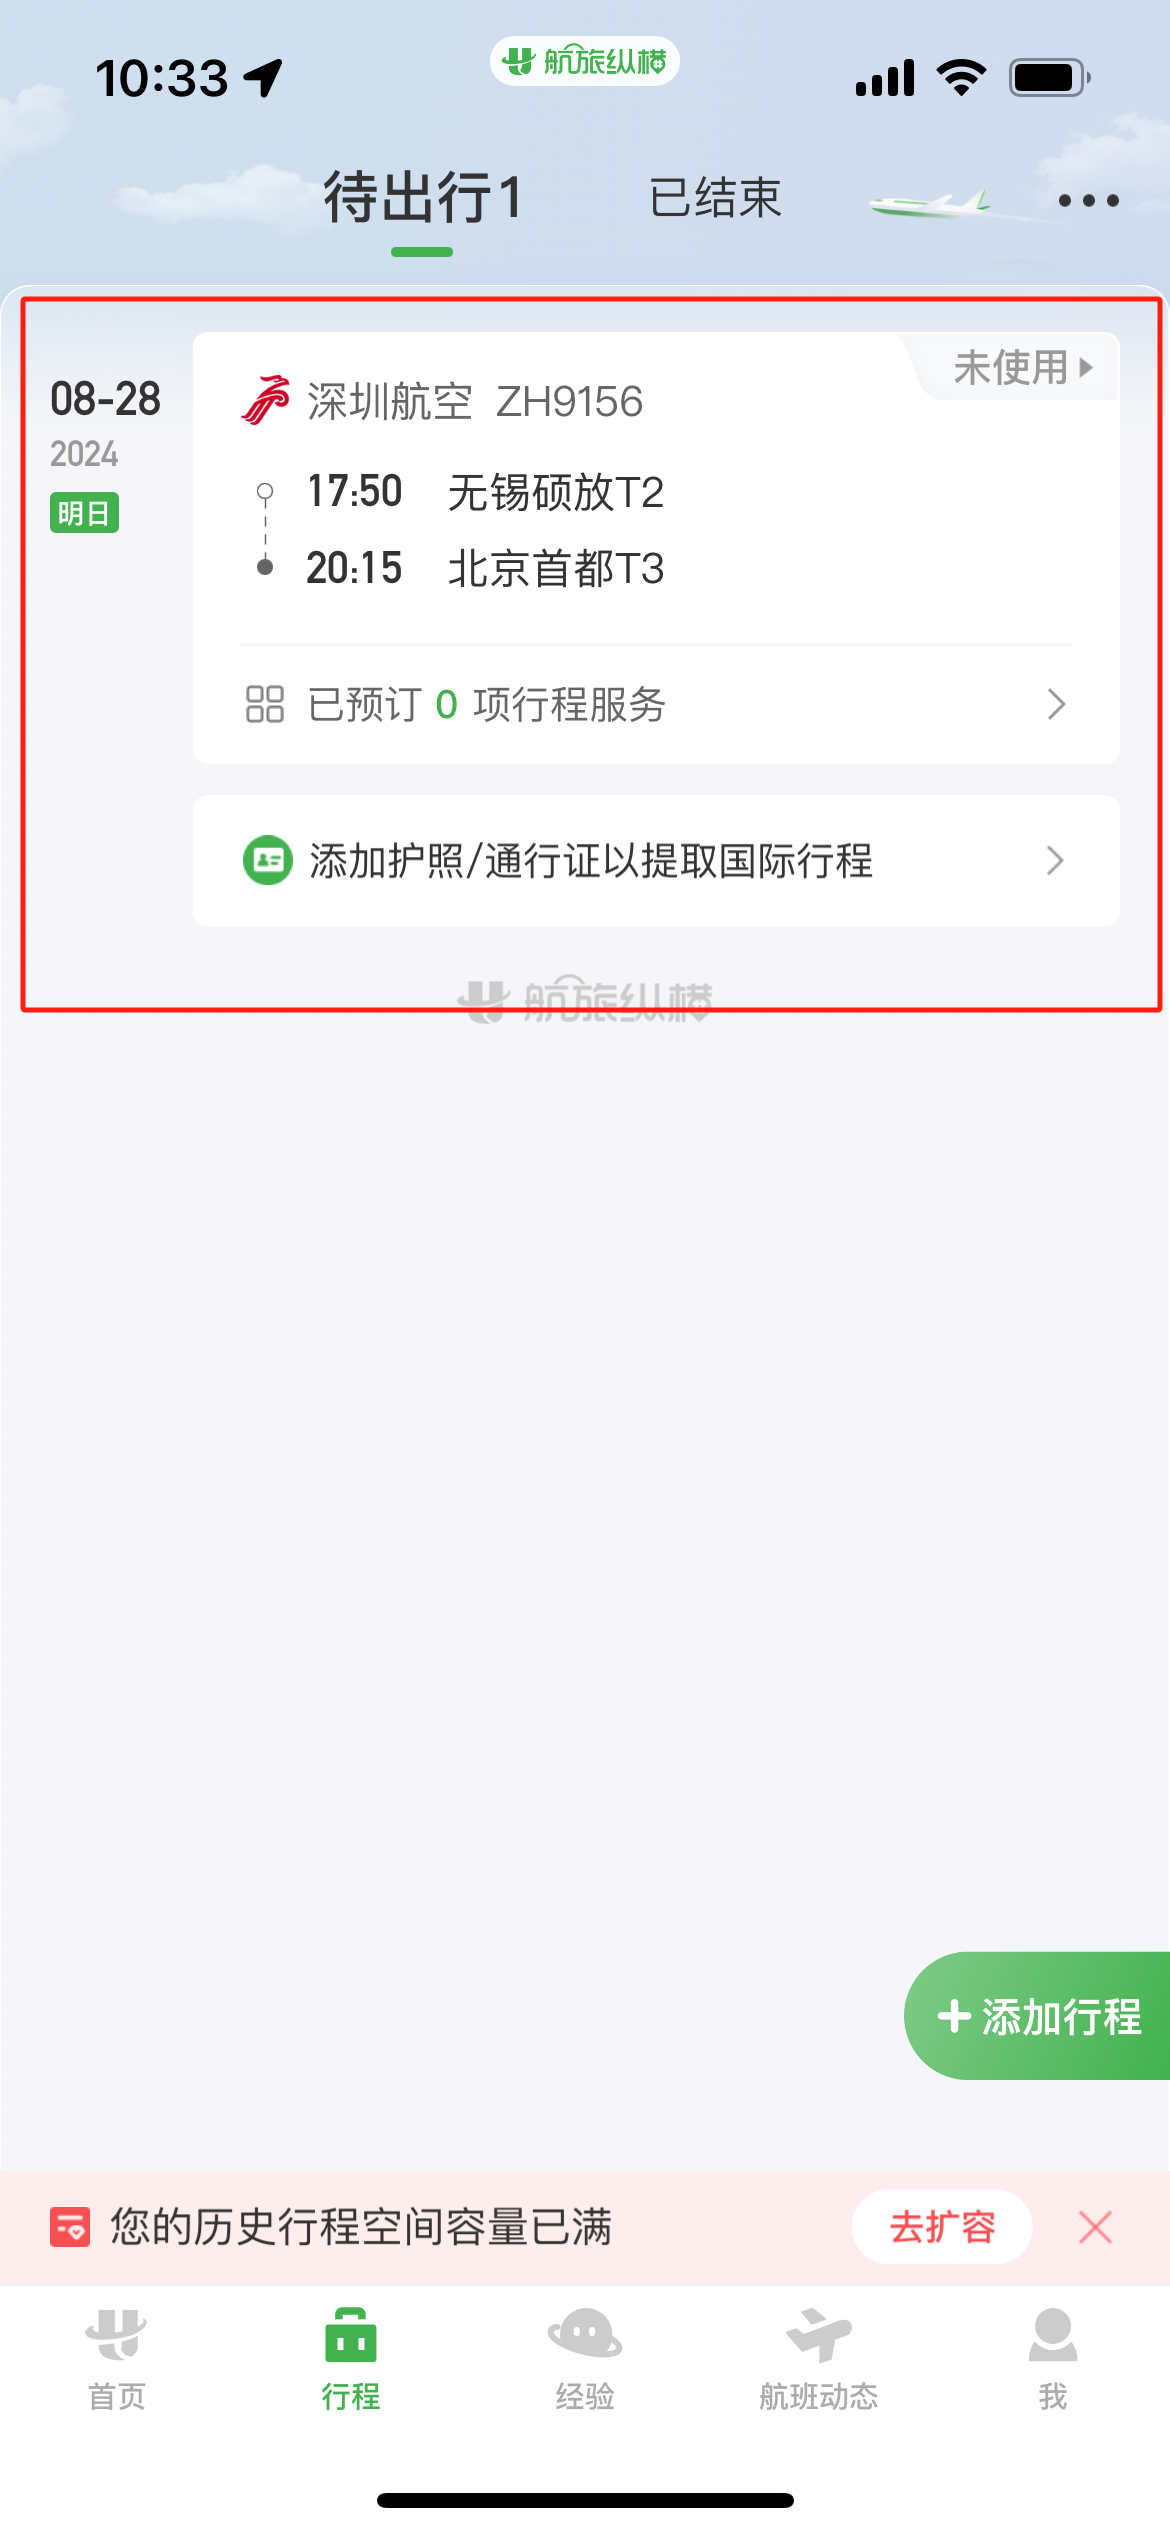 10:33
航旅纵横
待出行1
已结束
08-28
2024
明日
深圳航空 ZH9156
未使用
17:50 无锡硕放T2
20:15 北京首都T3
已预订 0 项行程服务
添加护照/通行证以提取国际行程
航旅纵横
添加行程
您的历史行程空间容量已满
去扩容
首页
行程
经验
航班动态
我